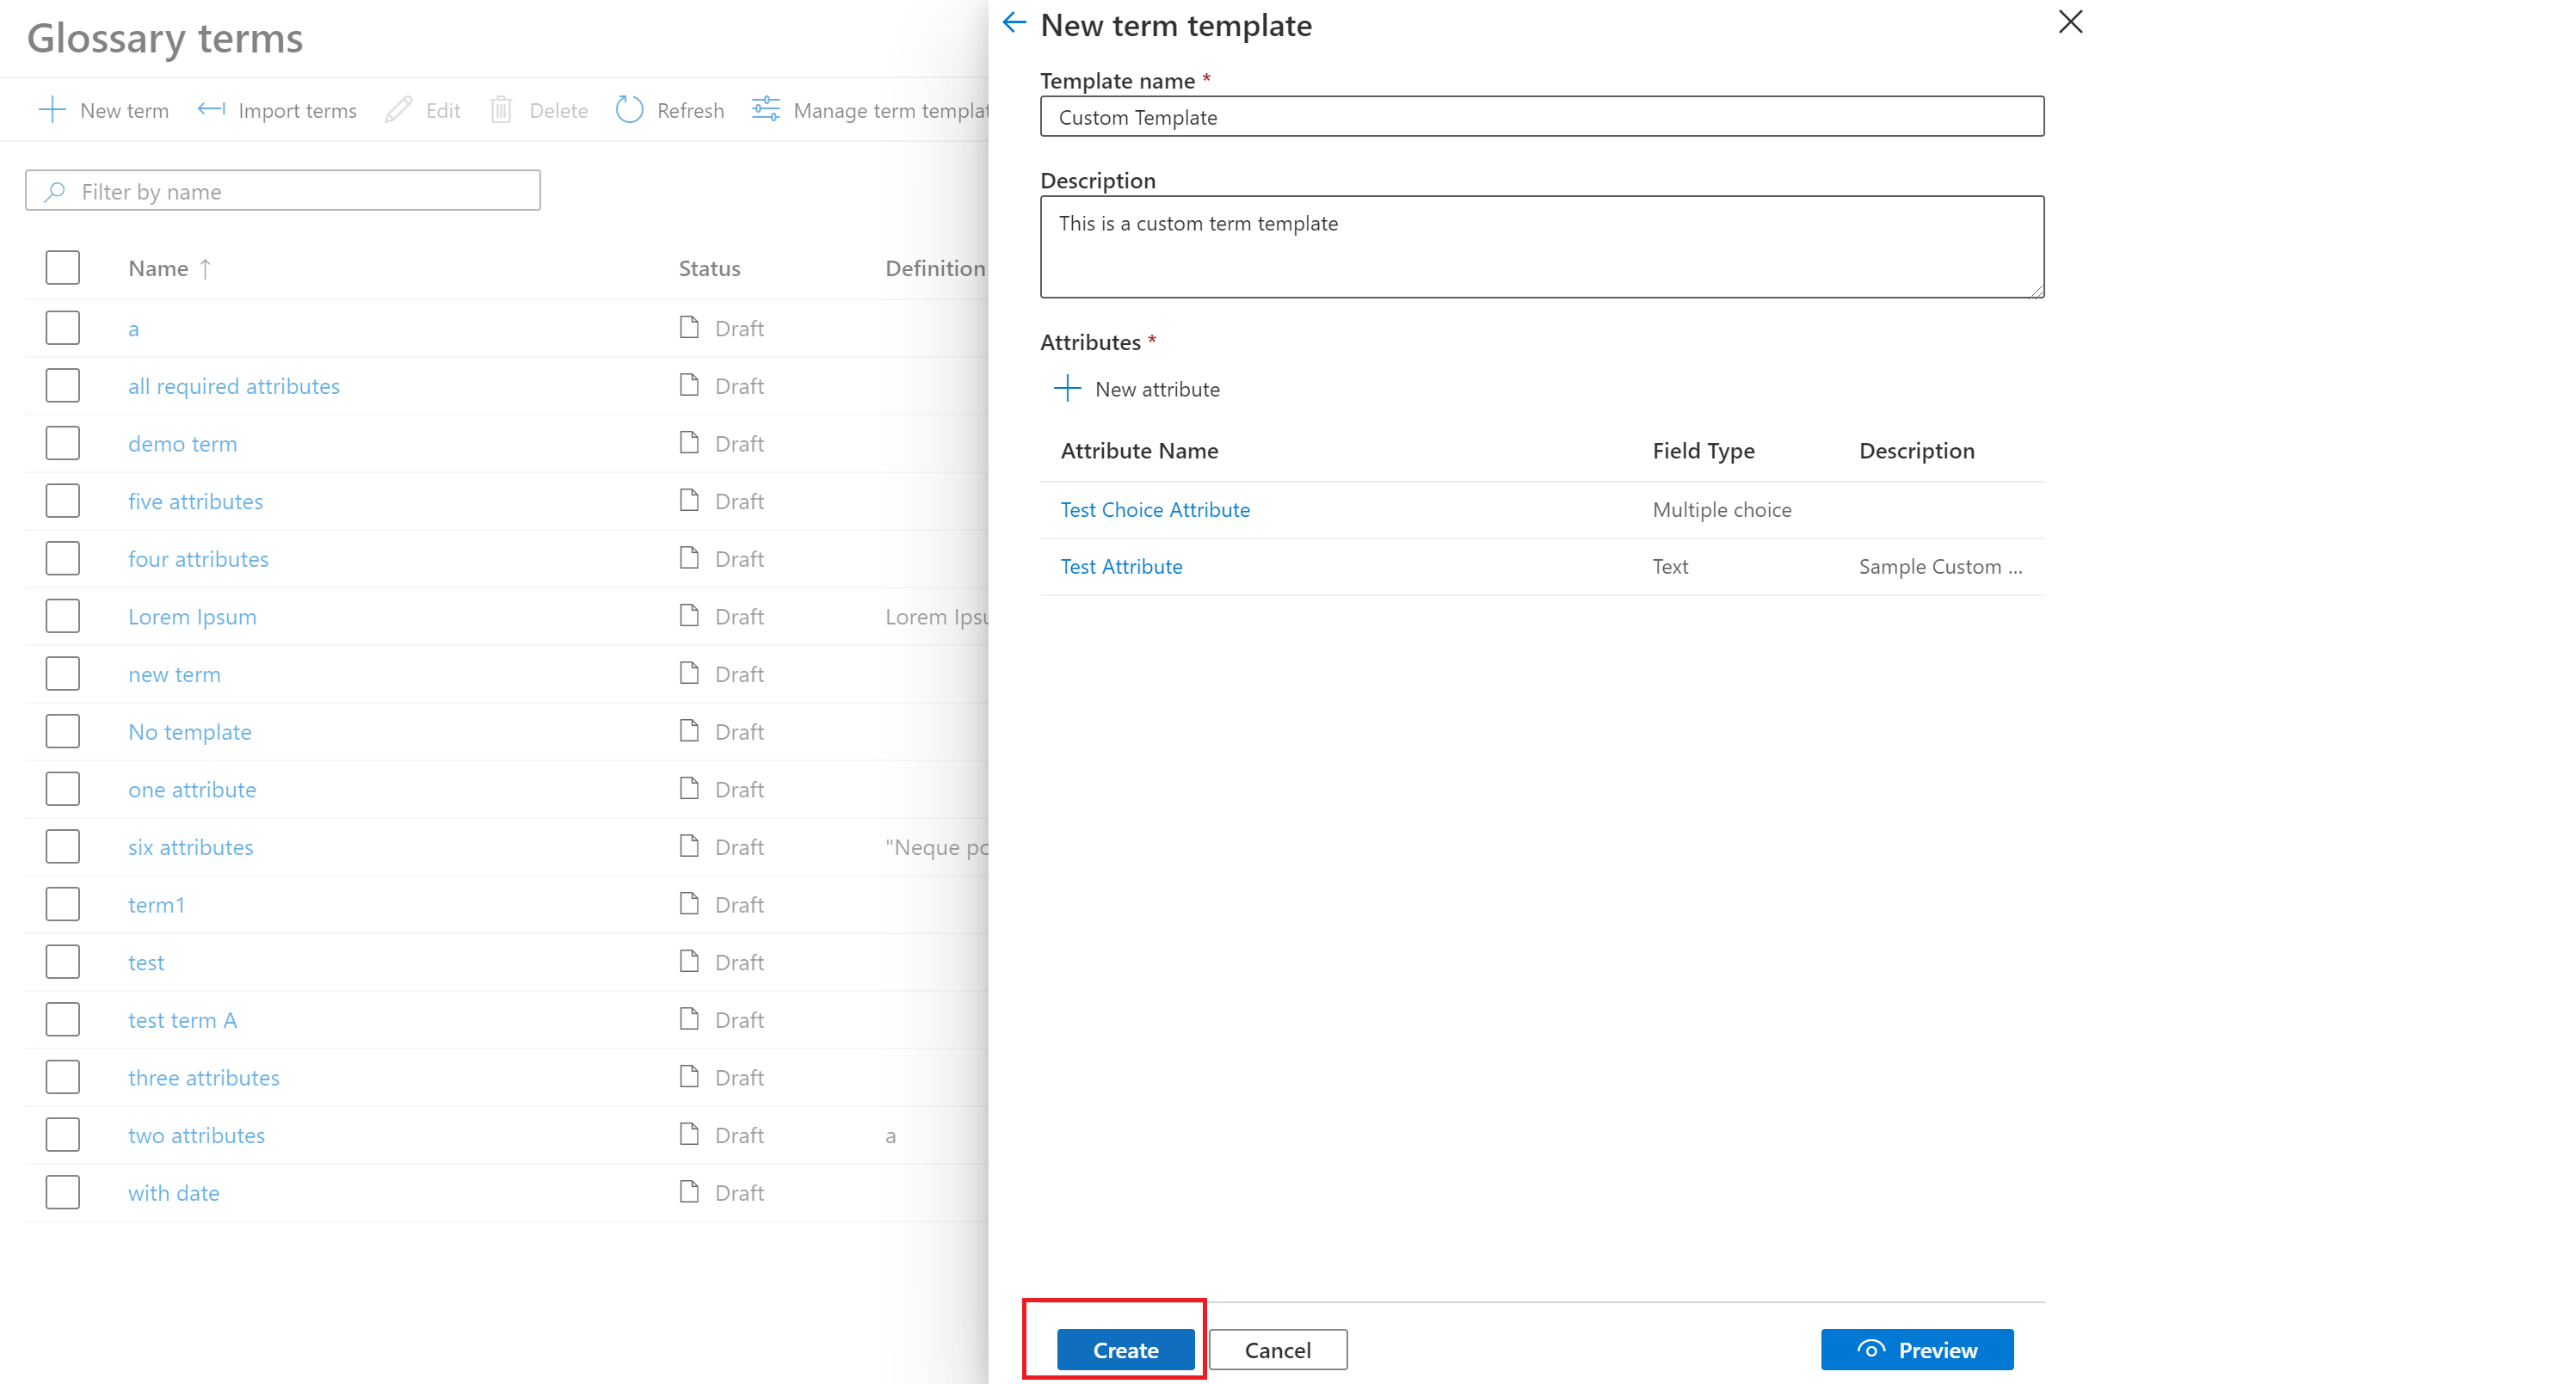 Glossary terms
New term Import terms Edit Delete Refresh Manage term templat
Filter by name
Name ↑ Status Definition
a Draft
all required attributes Draft
demo term Draft
five attributes Draft
four attributes Draft
Lorem Ipsum Draft Lorem Ipsu
new term Draft
No template Draft
one attribute Draft
six attributes Draft "Neque po
term1 Draft
test Draft
test term A Draft
three attributes Draft
two attributes Draft a
with date Draft
New term template
Template name *
Custom Template
Description
This is a custom term template
Attributes *
New attribute
Attribute Name Field Type Description
Test Choice Attribute Multiple choice
Test Attribute Text Sample Custom ...
Create Cancel Preview